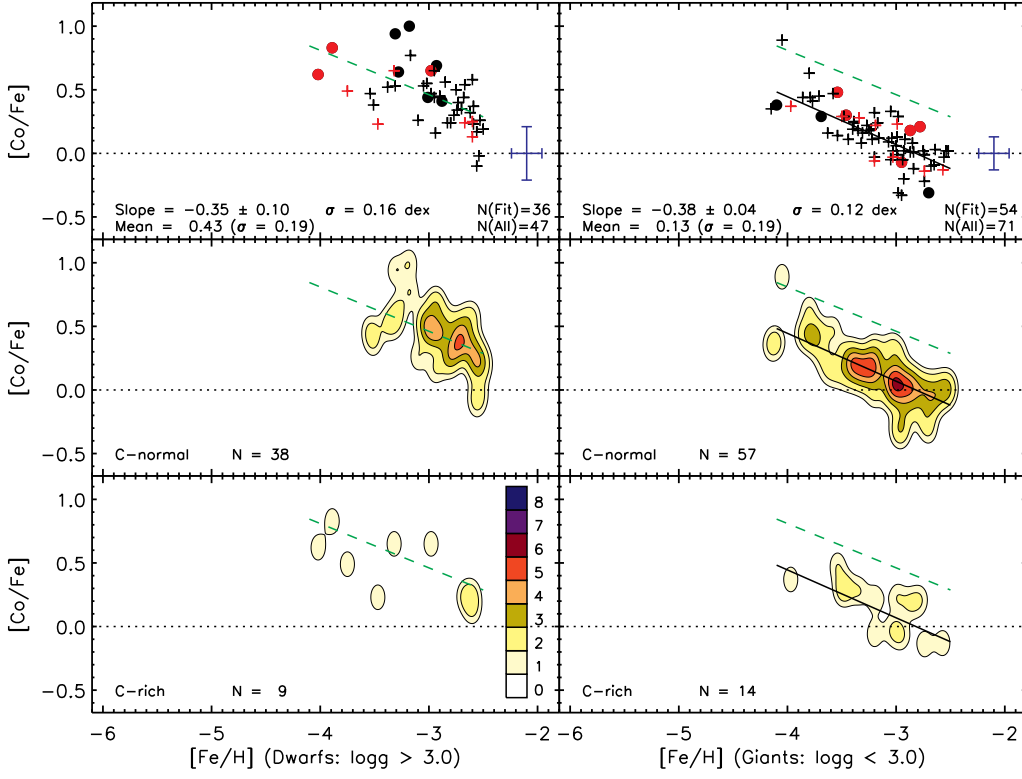 1.0
0.5
0.0
−0.5
[Co/Fe]
Slope = −0.35 ± 0.10 σ = 0.16 dex N(Fit)=36
Mean = 0.43 (σ = 0.19) N(All)=47
Slope = −0.38 ± 0.04 σ = 0.12 dex N(Fit)=54
Mean = 0.13 (σ = 0.19) N(All)=71
1.0
0.5
0.0
−0.5
[Co/Fe]
C−normal N = 38
C−normal N = 57
1.0
0.5
0.0
−0.5
[Co/Fe]
C−rich N = 9
8
7
6
5
4
3
2
1
0
C−rich N = 14
−6 −5 −4 −3 −2
−6 −5 −4 −3 −2
[Fe/H] (Dwarfs: logg > 3.0)
[Fe/H] (Giants: logg < 3.0)